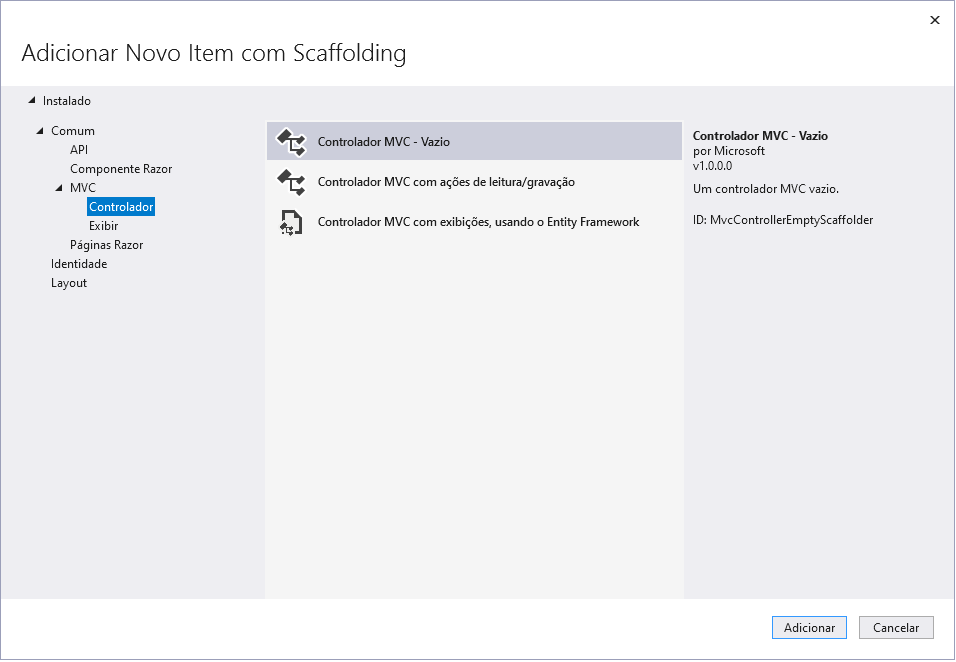 Adicionar Novo Item com Scaffolding
Instalado
Comum
API
Componente Razor
MVC
Controlador
Exibir
Páginas Razor
Identidade
Layout
Controlador MVC - Vazio
Controlador MVC com ações de leitura/gravação
Controlador MVC com exibições, usando o Entity Framework
Controlador MVC - Vazio
por Microsoft
v1.0.0.0
Um controlador MVC vazio.
ID: MvcControllerEmptyScaffolder
Adicionar
Cancelar